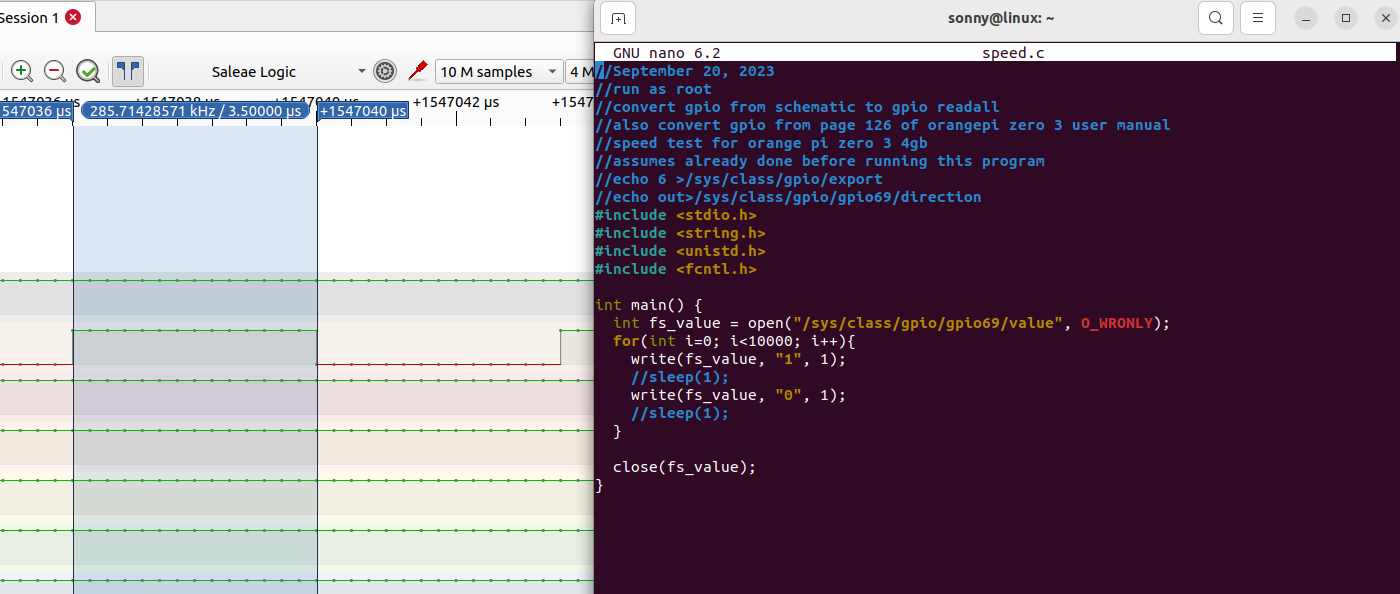 Session 1
Saleae Logic
10 M samples
4 M
+1547042 µs
+1547
547036 µs
285.71428571 kHz / 3.50000 µs
+1547040 µs
sonny@linux: ~
GNU nano 6.2 speed.c
//September 20, 2023
//run as root
//convert gpio from schematic to gpio readall
//also convert gpio from page 126 of orangepi zero 3 user manual
//speed test for orange pi zero 3 4gb
//assumes already done before running this program
//echo 6 >/sys/class/gpio/export
//echo out>/sys/class/gpio/gpio69/direction
#include <stdio.h>
#include <string.h>
#include <unistd.h>
#include <fcntl.h>
int main() {
int fs_value = open("/sys/class/gpio/gpio69/value", O_WRONLY);
for(int i=0; i<10000; i++){
write(fs_value, "1", 1);
//sleep(1);
write(fs_value, "0", 1);
//sleep(1);
}
close(fs_value);
}